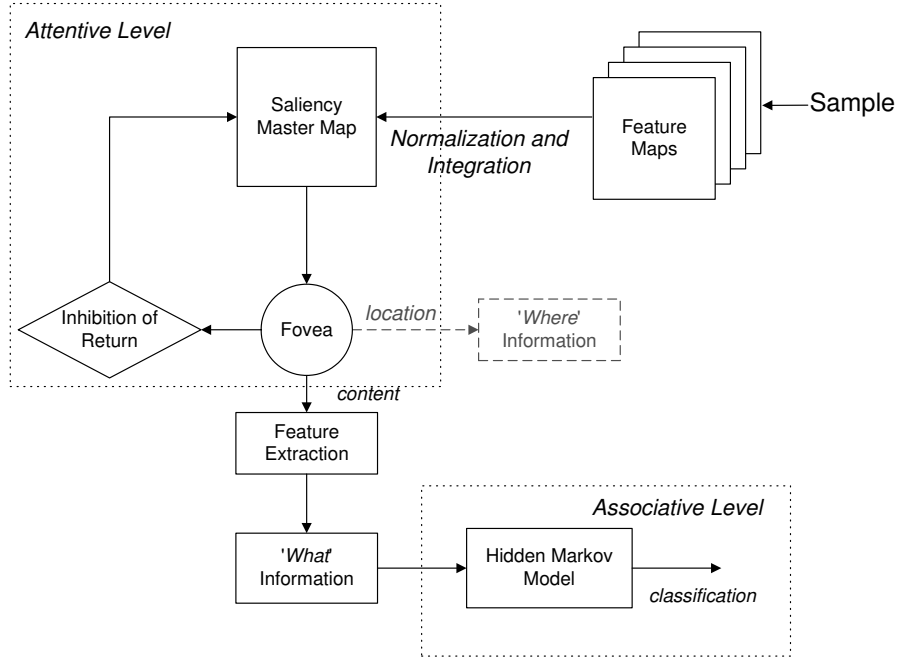 Attentive Level
Saliency
Master Map
Normalization and
Integration
Feature
Maps
Sample
Inhibition of
Return
Fovea
location
'Where'
Information
content
Feature
Extraction
'What'
Information
Associative Level
Hidden Markov
Model
classification